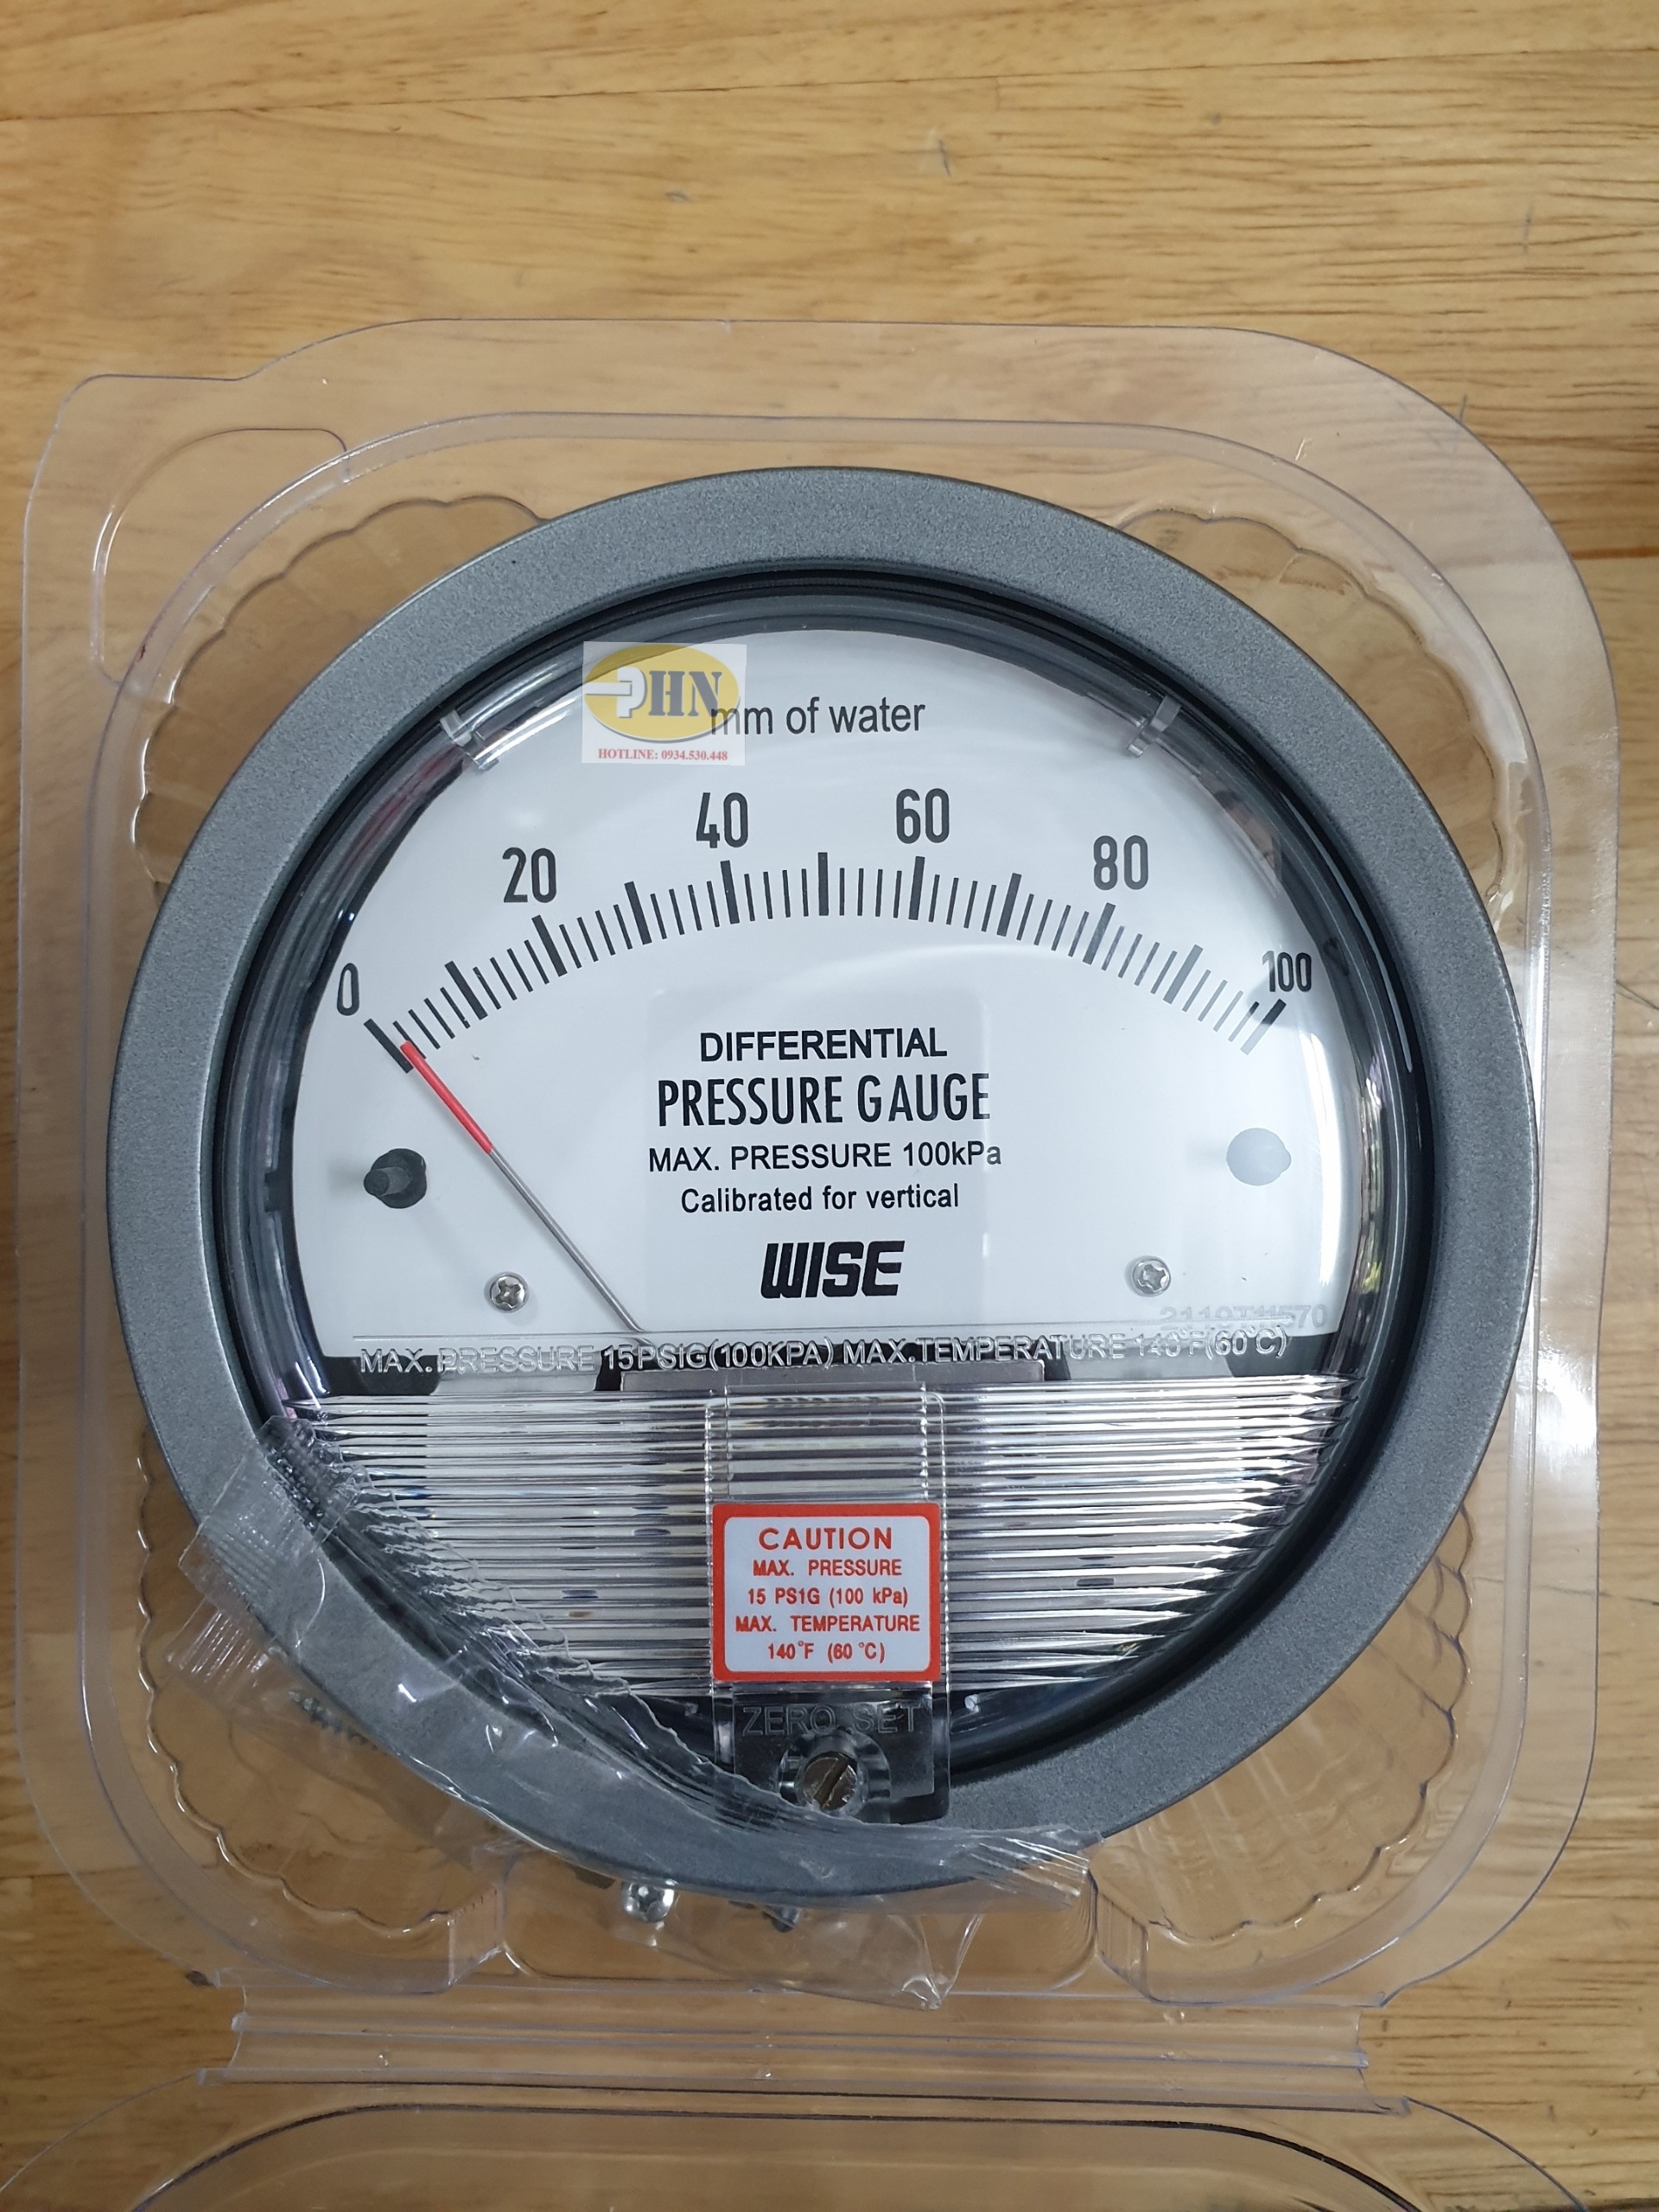 PHN
HOTLINE: 0934.530.448
mm of water
0 20 40 60 80 100
DIFFERENTIAL
PRESSURE GAUGE
MAX. PRESSURE 100kPa
Calibrated for vertical
WISE
MAX. PRESSURE 15PSIG(100KPA) MAX.TEMPERATURE 140°F(60°C)
CAUTION
MAX. PRESSURE
15 PS1G (100 kPa)
MAX. TEMPERATURE
140°F (60 °C)
ZERO SET